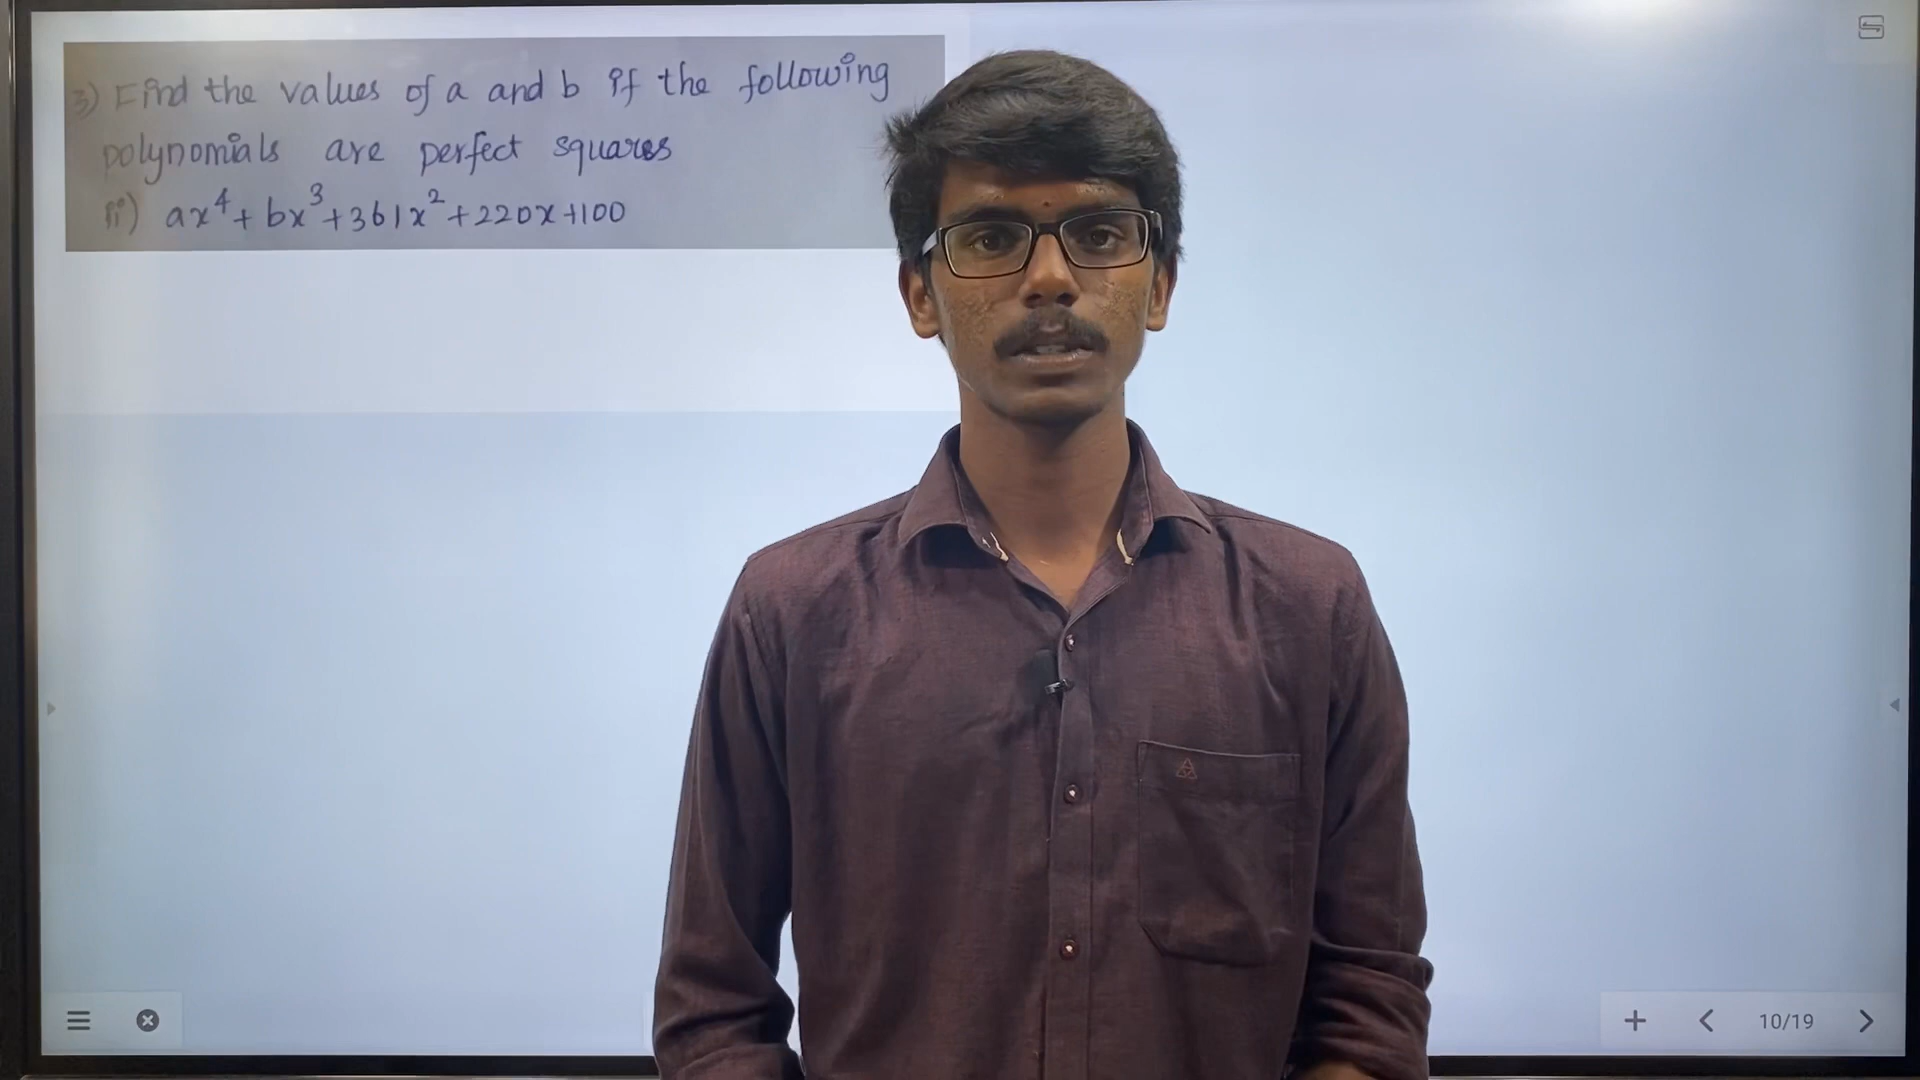 3) Find the values of a and b if the following
polynomials are perfect squares
ii) ax⁴+bx³+361x²+220x+100
10/19